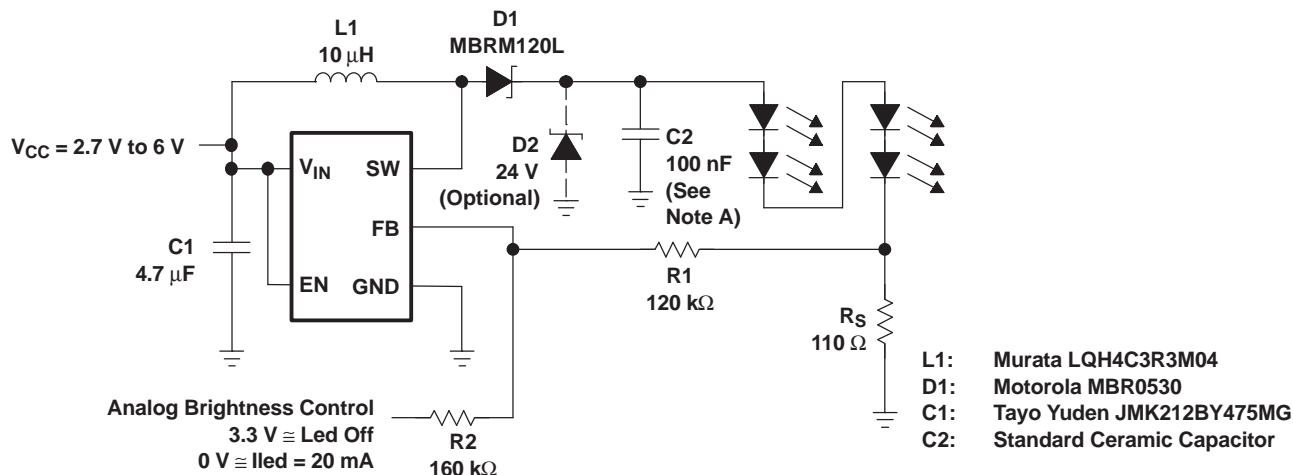 D1
MBRM120L
L1
10 μH
VCC = 2.7 V to 6 V
VIN
SW
FB
EN
GND
C1
4.7 μF
D2
24 V
(Optional)
C2
100 nF
(See
Note A)
R1
120 kΩ
RS
110 Ω
Analog Brightness Control
3.3 V ≅ Led Off
0 V ≅ Iled = 20 mA
R2
160 kΩ
L1: Murata LQH4C3R3M04
D1: Motorola MBR0530
C1: Tayo Yuden JMK212BY475MG
C2: Standard Ceramic Capacitor